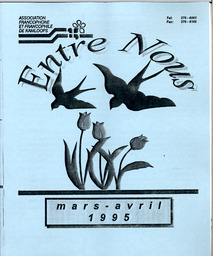 ASSOCIATION
FRANCOPHONE
ET FRANCOPHILE
DE KAMLOOPS
Entre Nous
mars-avril
1995